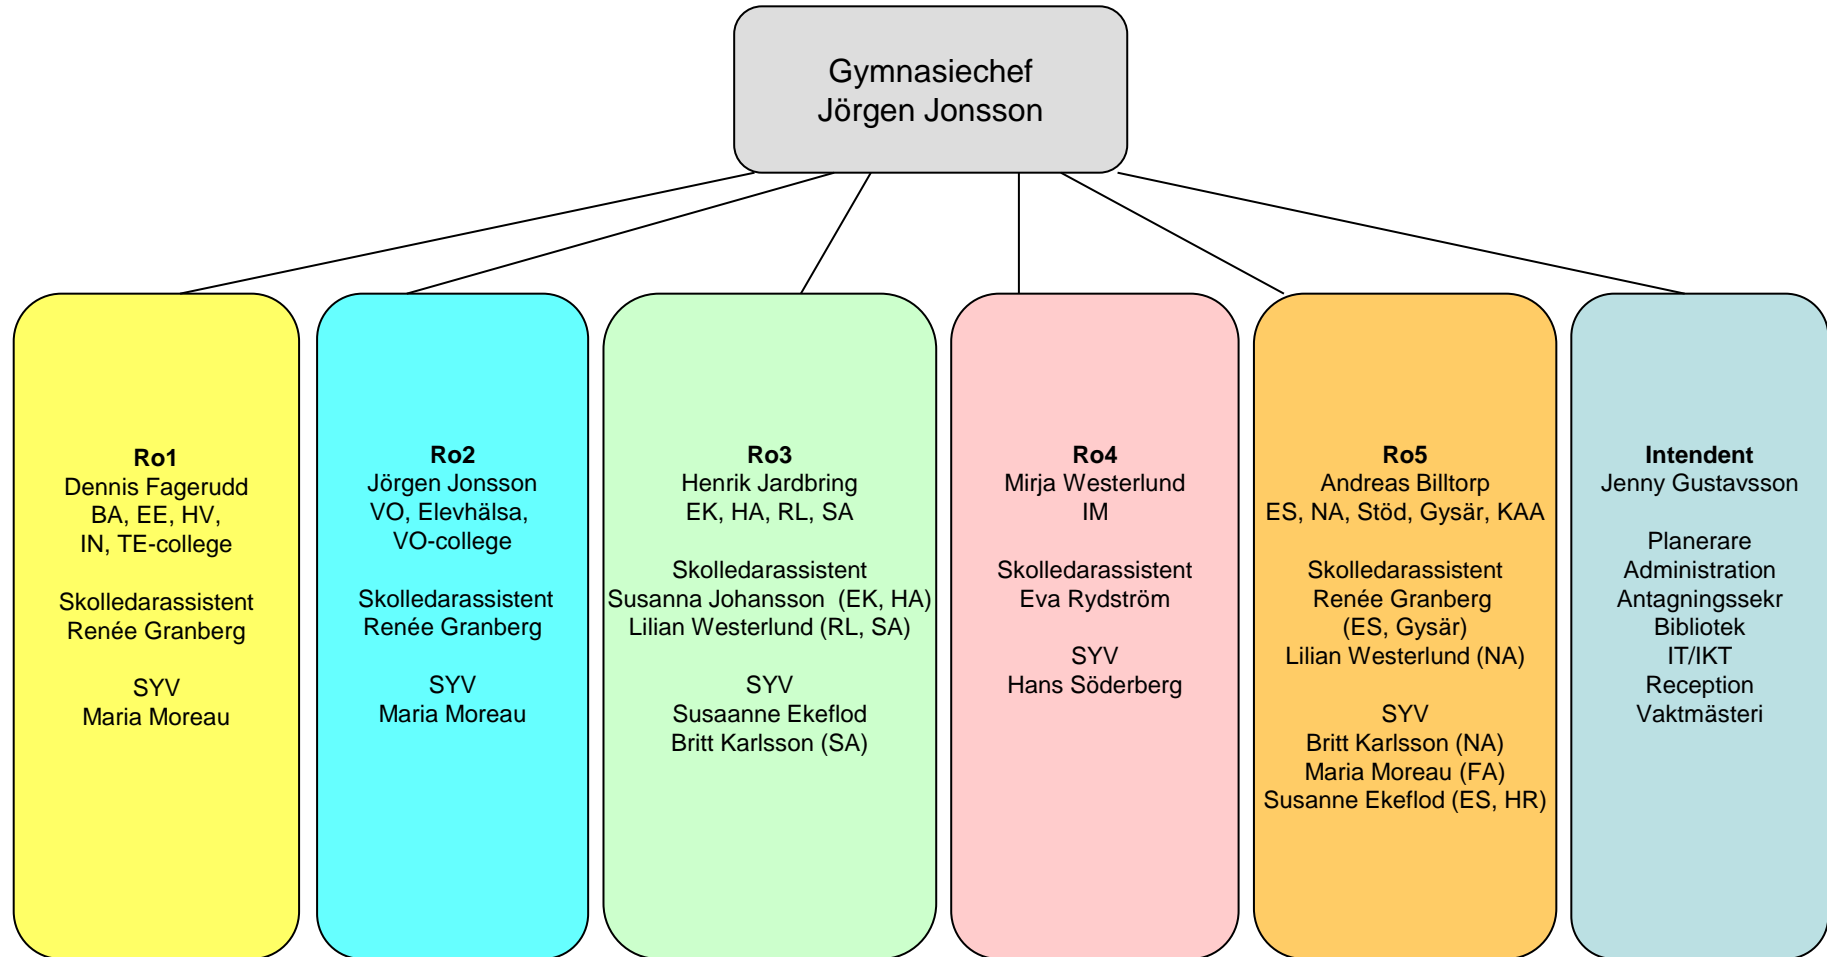 Gymnasiechef
Jörgen Jonsson
Ro1
Dennis Fagerudd
BA, EE, HV,
IN, TE-college
Skolledarassistent
Renée Granberg
SYV
Maria Moreau
Ro2
Jörgen Jonsson
VO, Elevhälsa,
VO-college
Skolledarassistent
Renée Granberg
SYV
Maria Moreau
Ro3
Henrik Jardbring
EK, HA, RL, SA
Skolledarassistent
Susanna Johansson  (EK, HA)
Lilian Westerlund (RL, SA)
SYV
Susaanne Ekeflod
Britt Karlsson (SA)
Ro4
Mirja Westerlund
IM
Skolledarassistent
Eva Rydström
SYV
Hans Söderberg
Ro5
Andreas Billtorp
ES, NA, Stöd, Gysär, KAA
Skolledarassistent
Renée Granberg
(ES, Gysär)
Lilian Westerlund (NA)
SYV
Britt Karlsson (NA)
Maria Moreau (FA)
Susanne Ekeflod (ES, HR)
Intendent
Jenny Gustavsson
Planerare
Administration
Antagningssekr
Bibliotek
IT/IKT
Reception
Vaktmästeri